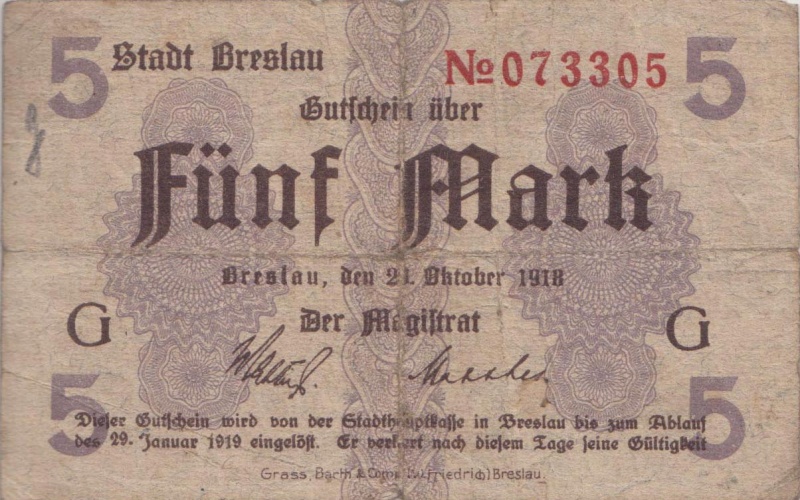 5 Stadt Breslau № 073305 5
Gutschein über
Fünf Mark
Breslau, den 21. Oktober 1918
G Der Magistrat G
5 5
Dieser Gutschein wird von der Stadthauptkasse in Breslau bis zum Ablauf
des 29. Januar 1919 eingelöst. Er verliert nach diesem Tage seine Gültigkeit
Grass, Barth & Comp. (W. Friedrich) Breslau.